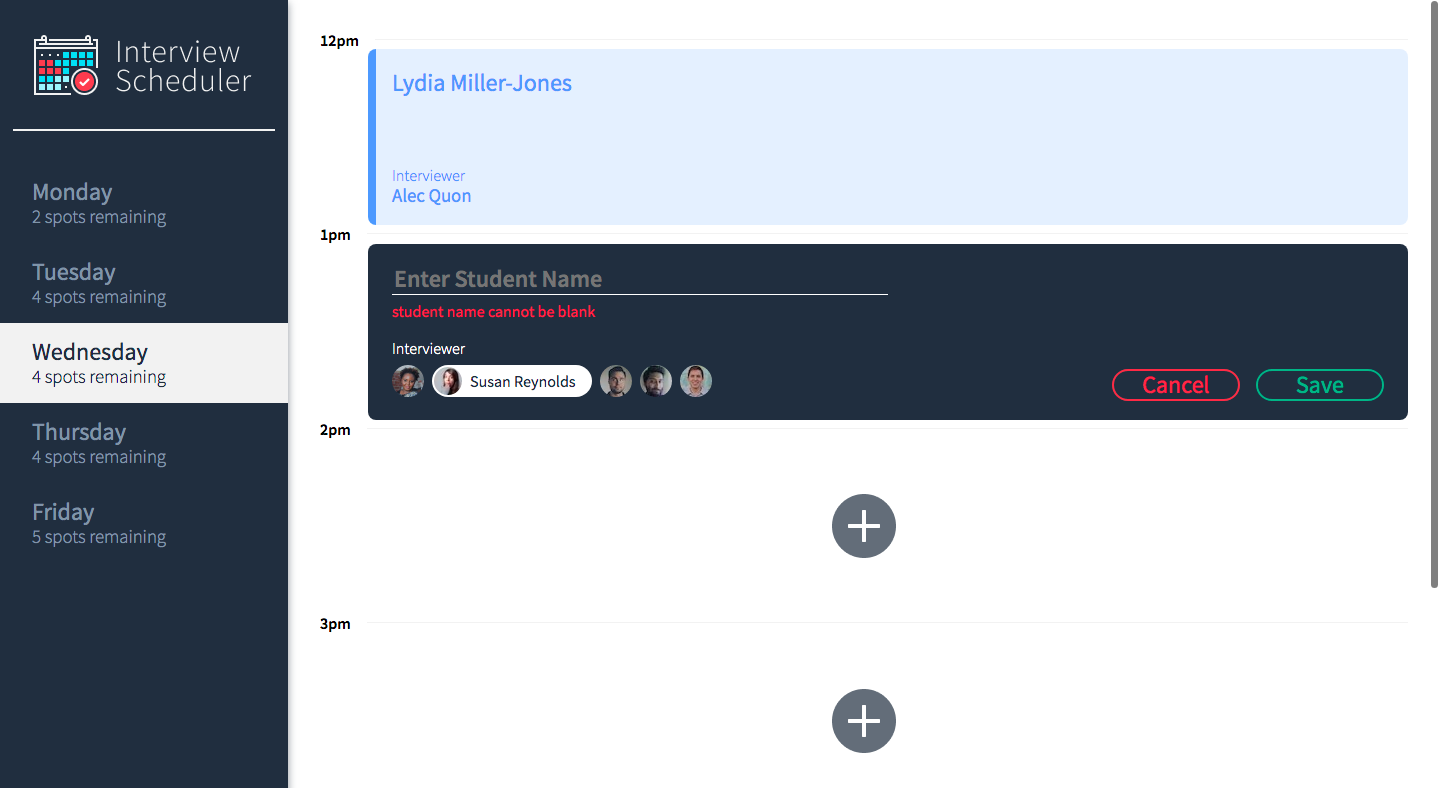 Interview
Scheduler
Monday
2 spots remaining
Tuesday
4 spots remaining
Wednesday
4 spots remaining
Thursday
4 spots remaining
Friday
5 spots remaining
12pm
Lydia Miller-Jones
Interviewer
Alec Quon
1pm
Enter Student Name
student name cannot be blank
Interviewer
Susan Reynolds
Cancel
Save
2pm
3pm